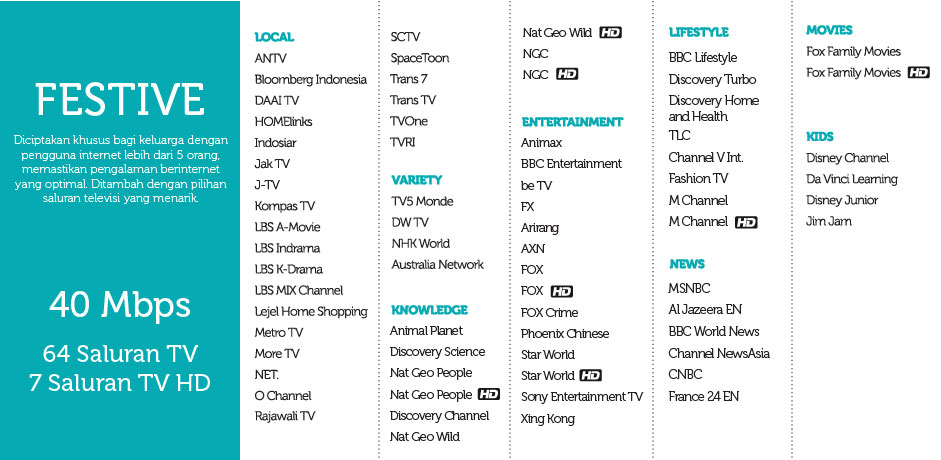 FESTIVE
Diciptakan khusus bagi keluarga dengan
pengguna internet lebih dari 5 orang,
memastikan pengalaman berinternet
yang optimal. Ditambah dengan pilihan
saluran televisi yang menarik.
40 Mbps
64 Saluran TV
7 Saluran TV HD
LOCAL
ANTV
Bloomberg Indonesia
DAAI TV
HOMElinks
Indosiar
Jak TV
J-TV
Kompas TV
LBS A-Movie
LBS Indrama
LBS K-Drama
LBS MIX Channel
Lejel Home Shopping
Metro TV
More TV
NET.
O Channel
Rajawali TV
SCTV
SpaceToon
Trans 7
Trans TV
TVOne
TVRI
VARIETY
TV5 Monde
DW TV
NHK World
Australia Network
KNOWLEDGE
Animal Planet
Discovery Science
Nat Geo People
Nat Geo People HD
Discovery Channel
Nat Geo Wild
Nat Geo Wild HD
NGC
NGC HD
ENTERTAINMENT
Animax
BBC Entertainment
be TV
FX
Arirang
AXN
FOX
FOX HD
FOX Crime
Phoenix Chinese
Star World
Star World HD
Sony Entertainment TV
Xing Kong
LIFESTYLE
BBC Lifestyle
Discovery Turbo
Discovery Home
and Health
TLC
Channel V Int.
Fashion TV
M Channel
M Channel HD
NEWS
MSNBC
Al Jazeera EN
BBC World News
Channel NewsAsia
CNBC
France 24 EN
MOVIES
Fox Family Movies
Fox Family Movies HD
KIDS
Disney Channel
Da Vinci Learning
Disney Junior
Jim Jam